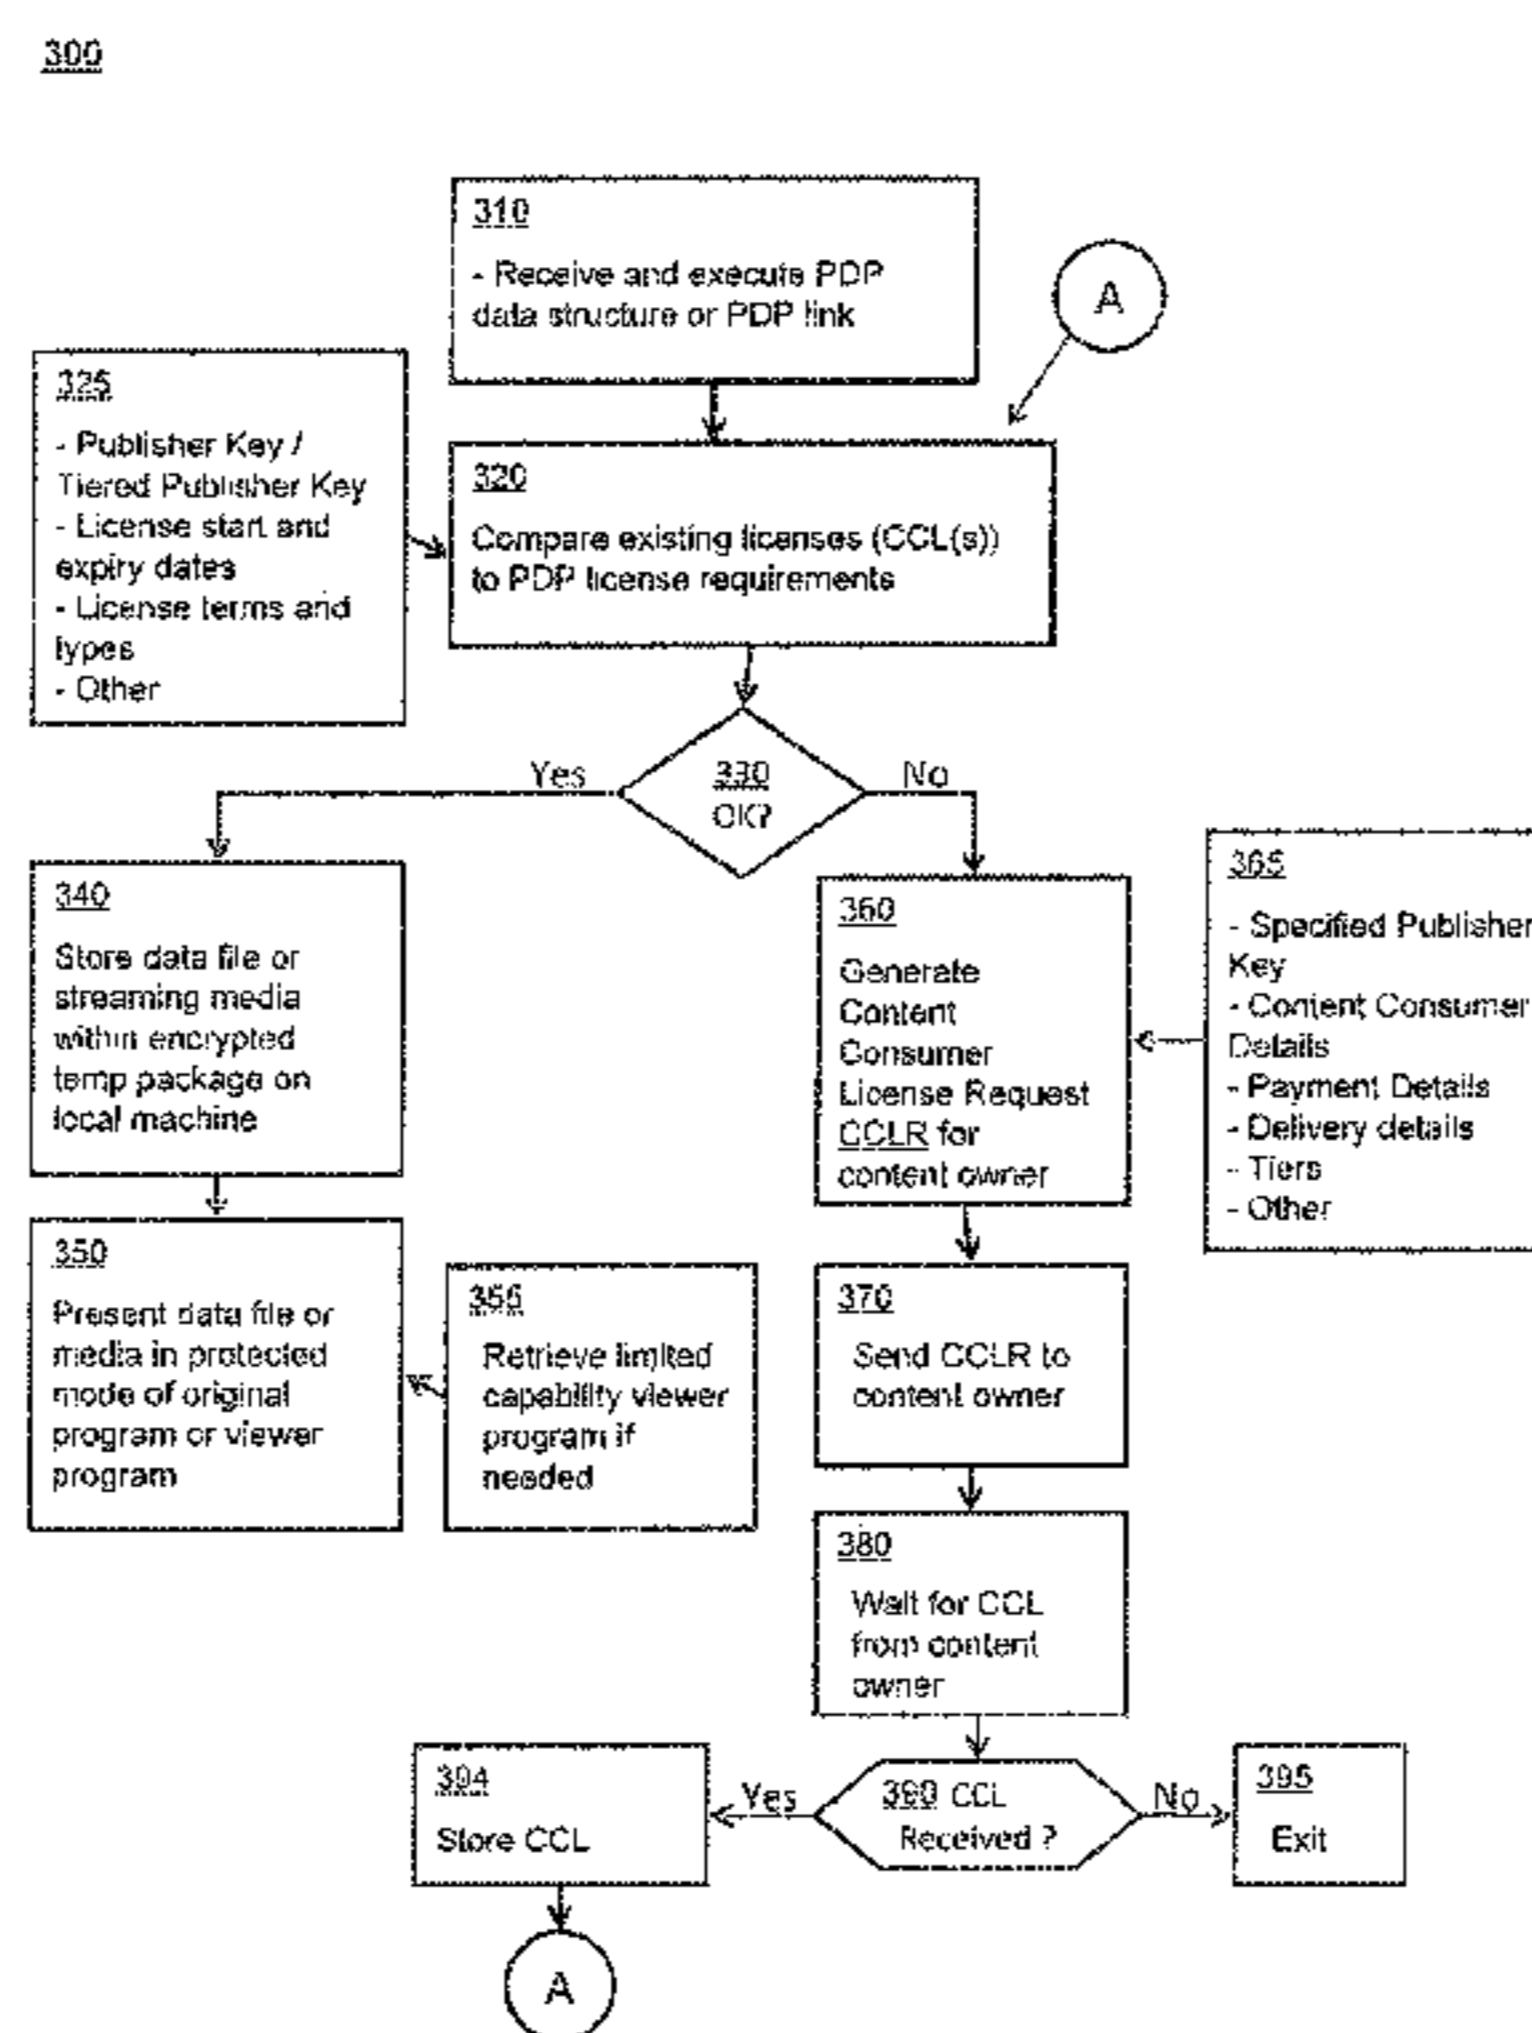 300
310
- Receive and execute PDP
data structure or PDP link
A
325
- Publisher Key /
Tiered Publisher Key
- License start and
expiry dates
- License terms and
types
- Other
320
Compare existing licenses (CCL(s))
to PDP license requirements
330
OK?
Yes
No
340
Store data file or
streaming media
within encrypted
temp package on
local machine
360
Generate
Content
Consumer
License Request
CCLR for
content owner
365
- Specified Publisher
Key
- Content Consumer
Details
- Payment Details
- Delivery details
- Tiers
- Other
350
Present data file or
media in protected
mode of original
program or viewer
program
355
Retrieve limited
capability viewer
program if
needed
370
Send CCLR to
content owner
380
Wait for CCL
from content
owner
394
Store CCL
Yes
390 CCL
Received ?
No
395
Exit
A